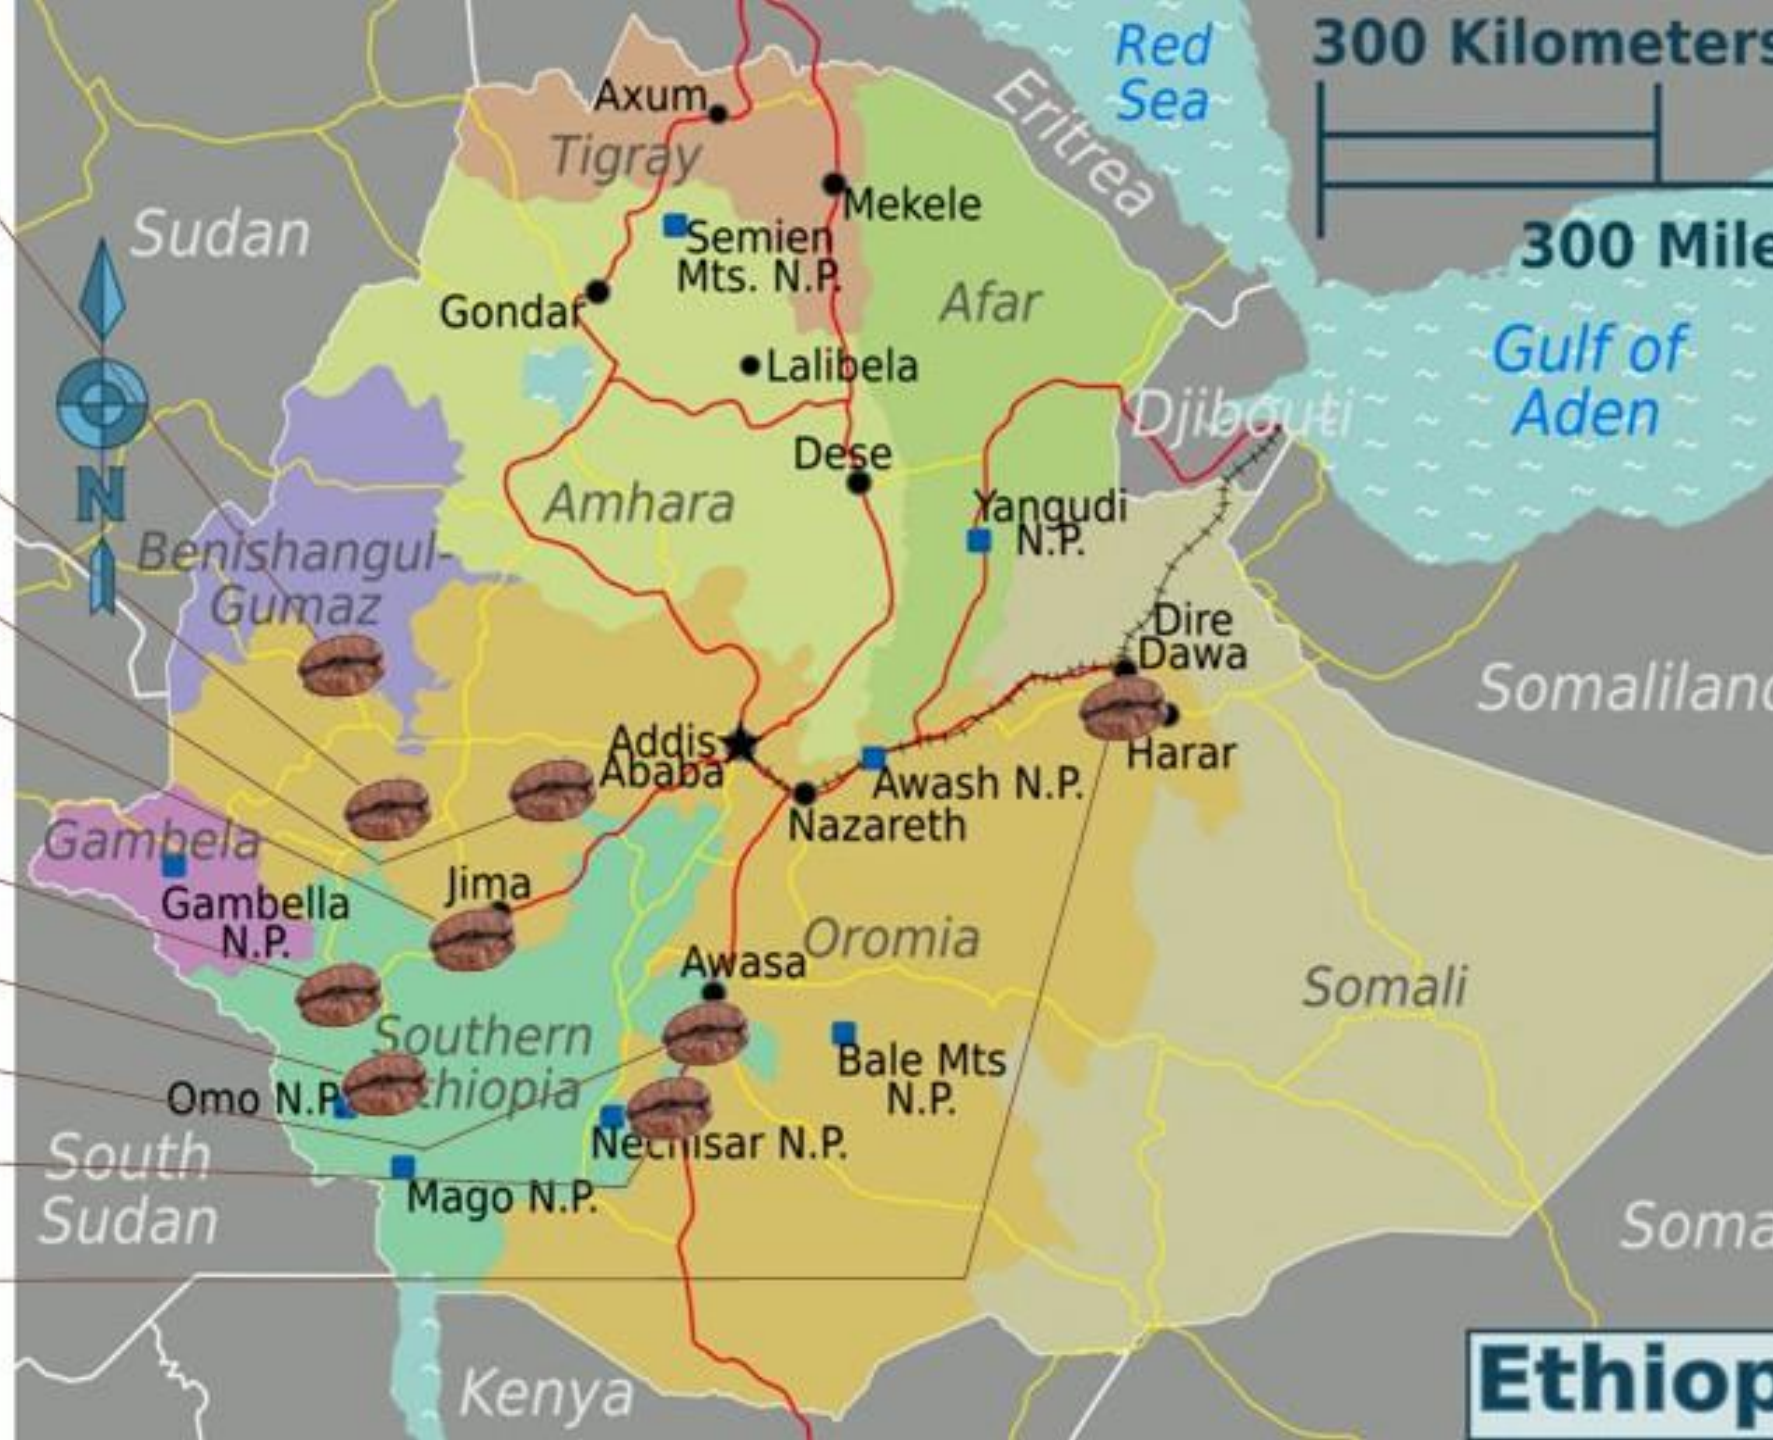 Red
Sea
300 Kilometers
Eritrea
Axum
Tigray
Mekele
Sudan
Semien
Mts. N.P.
300 Mile
Gondar
Afar
Lalibela
Gulf of
Aden
Djibouti
Dese
N
Amhara
Yangudi
N.P.
Benishangul-
Gumaz
Dire
Dawa
Somaliland
Addis
Ababa
Harar
Awash N.P.
Nazareth
Gambela
Jima
Gambella
N.P.
Oromia
Awasa
Somali
Southern
thiopia
Bale Mts
N.P.
Omo N.P.
South
Sudan
Nechisar N.P.
Mago N.P.
Soma
Kenya
Ethiop